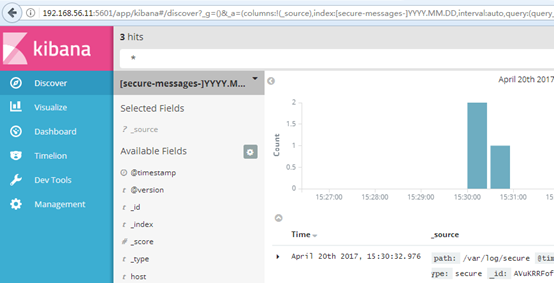 192.168.56.11:5601/app/kibana#/discover?_g=()&_a=(columns:!(_source),index:[secure-messages-]YYYY.MM.DD,interval:auto,query:(query_
kibana
Discover
Visualize
Dashboard
Timelion
Dev Tools
Management
3 hits
*
[secure-messages-]YYYY.M...
Selected Fields
? _source
Available Fields
@timestamp
t @version
t _id
t _index
# _score
t _type
t host
April 20th 2017, 15:
Count
2
1.5
1
0.5
0
15:27:00 15:28:00 15:29:00 15:30:00 15:31:00
Time _source
April 20th 2017, 15:30:32.976 path: /var/log/secure @tim
ype: secure _id: AVuKRRFof